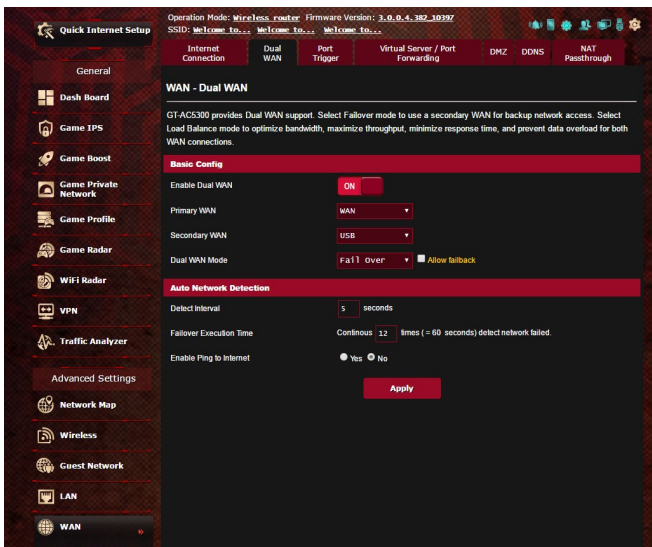 Quick Internet Setup
General
Dash Board
Game IPS
Game Boost
Game Private
Network
Game Profile
Game Radar
WiFi Radar
VPN
Traffic Analyzer
Advanced Settings
Network Map
Wireless
Guest Network
LAN
WAN
Operation Mode: Wireless router Firmware Version: 3.0.0.4.382_10397
SSID: Welcome to... Welcome to... Welcome to...
Internet
Connection
Dual
WAN
Port
Trigger
Virtual Server / Port
Forwarding
DMZ
DDNS
NAT
Passthrough
WAN - Dual WAN
GT-AC5300 provides Dual WAN support. Select Failover mode to use a secondary WAN for backup network access. Select
Load Balance mode to optimize bandwidth, maximize throughput, minimize response time, and prevent data overload for both
WAN connections.
Basic Config
Enable Dual WAN ON
Primary WAN WAN
Secondary WAN USB
Dual WAN Mode Fail Over Allow failback
Auto Network Detection
Detect Interval 5 seconds
Failover Execution Time Continous 12 times ( = 60 seconds) detect network failed.
Enable Ping to Internet Yes No
Apply